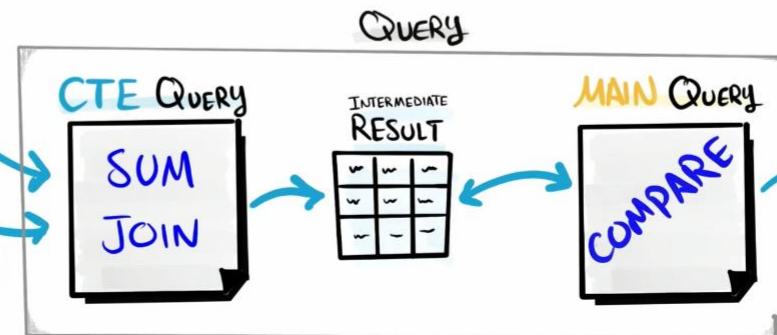 QUERY
CTE QUERY
SUM
JOIN
INTERMEDIATE
RESULT
MAIN QUERY
COMPARE